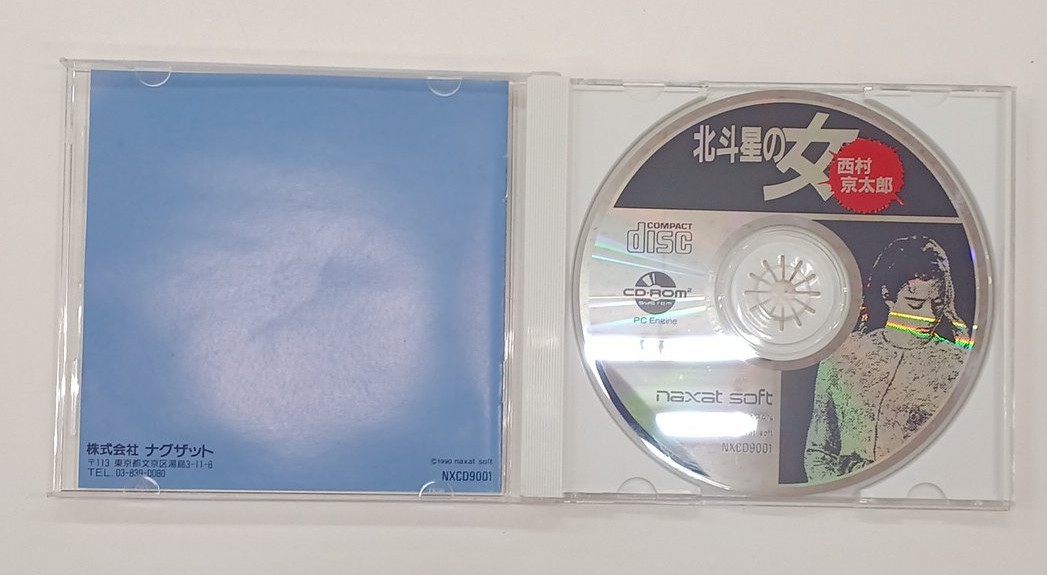 株式会社 ナグザット
〒113 東京都文京区湯島3-11-8
TEL. 03-839-0080
©1990 naxat soft
NXCD9001
北斗星の女
西村
京太郎
COMPACT
disc
CD-ROM²
SYSTEM
PC Engine
naxat soft
NXCD9001